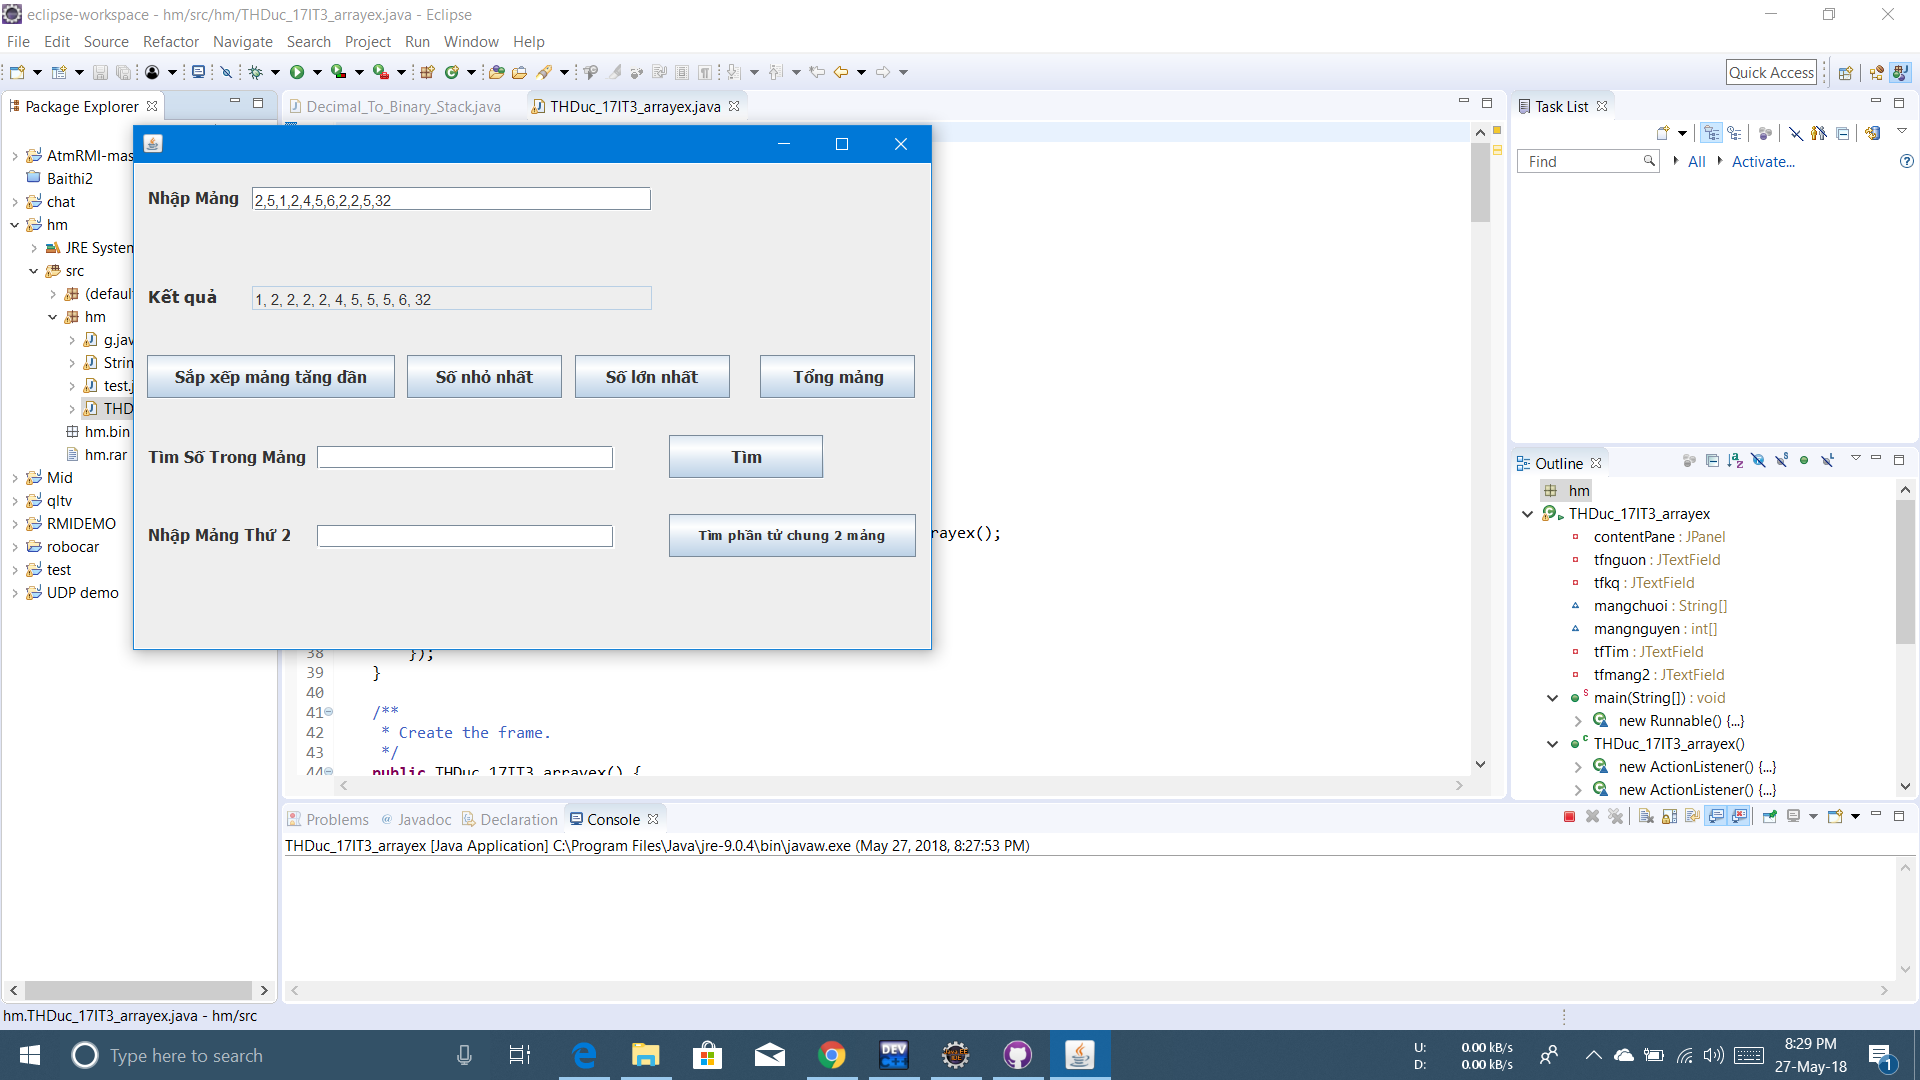 eclipse-workspace - hm/src/hm/THDuc_17IT3_arrayex.java - Eclipse
File Edit Source Refactor Navigate Search Project Run Window Help
Quick Access
Package Explorer
AtmRMI-mas
Baithi2
chat
hm
JRE System
src
(defaul
hm
g.jav
Strin
test.j
THD
hm.bin
hm.rar
Mid
qltv
RMIDEMO
robocar
test
UDP demo
Decimal_To_Binary_Stack.java
THDuc_17IT3_arrayex.java
Nhập Mảng
2,5,1,2,4,5,6,2,2,5,32
Kết quả
1, 2, 2, 2, 2, 4, 5, 5, 5, 6, 32
Sắp xếp mảng tăng dần
Số nhỏ nhất
Số lớn nhất
Tổng mảng
Tìm Số Trong Mảng
Tìm
Nhập Mảng Thứ 2
Tìm phần tử chung 2 mảng
rayex();
38 });
39 }
40
41 /**
42 * Create the frame.
43 */
44 public THDuc_17IT3_arrayex() {
Task List
Find
All
Activate...
Outline
hm
THDuc_17IT3_arrayex
contentPane : JPanel
tfnguon : JTextField
tfkq : JTextField
mangchuoi : String[]
mangnguyen : int[]
tfTim : JTextField
tfmang2 : JTextField
main(String[]) : void
new Runnable() {...}
THDuc_17IT3_arrayex()
new ActionListener() {...}
new ActionListener() {...}
Problems
@ Javadoc
Declaration
Console
THDuc_17IT3_arrayex [Java Application] C:\Program Files\Java\jre-9.0.4\bin\javaw.exe (May 27, 2018, 8:27:53 PM)
hm.THDuc_17IT3_arrayex.java - hm/src
Type here to search
DEV
U: 0.00 kB/s
D: 0.00 kB/s
8:29 PM
27-May-18
1